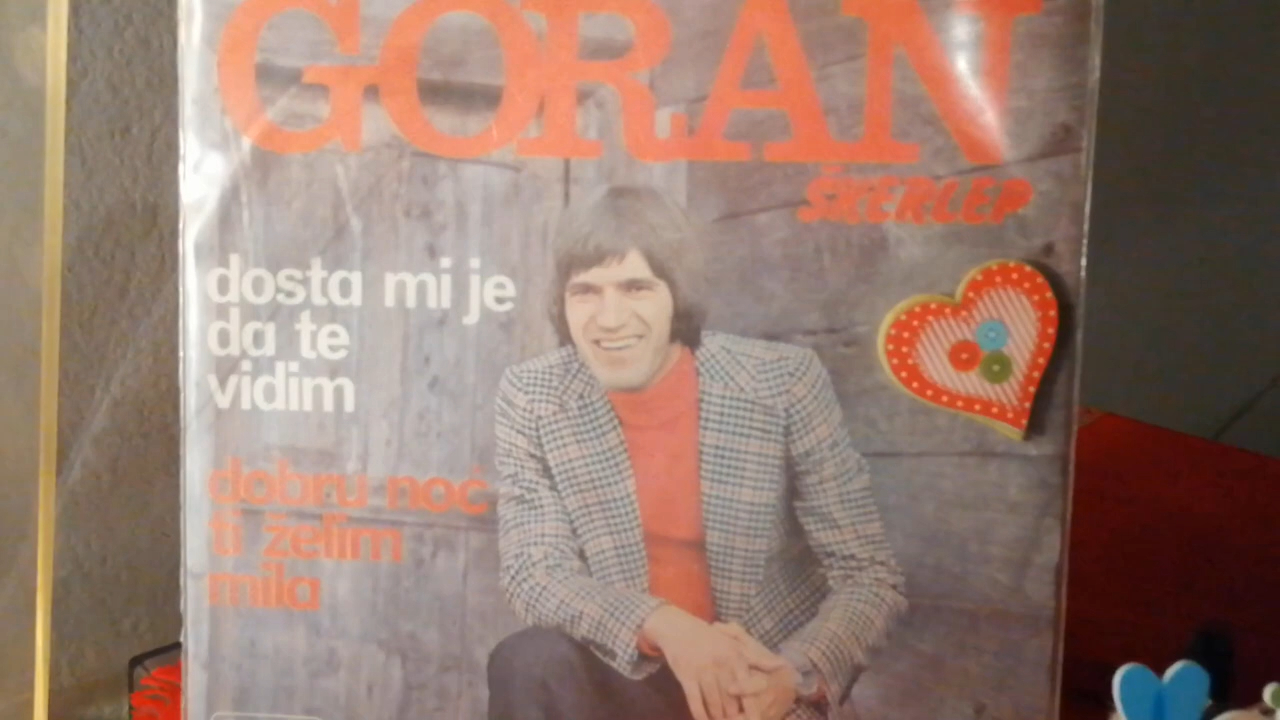 GORAN
ŠKERLEP
dosta mi je
da te
vidim
dobru noć
ti želim
mila